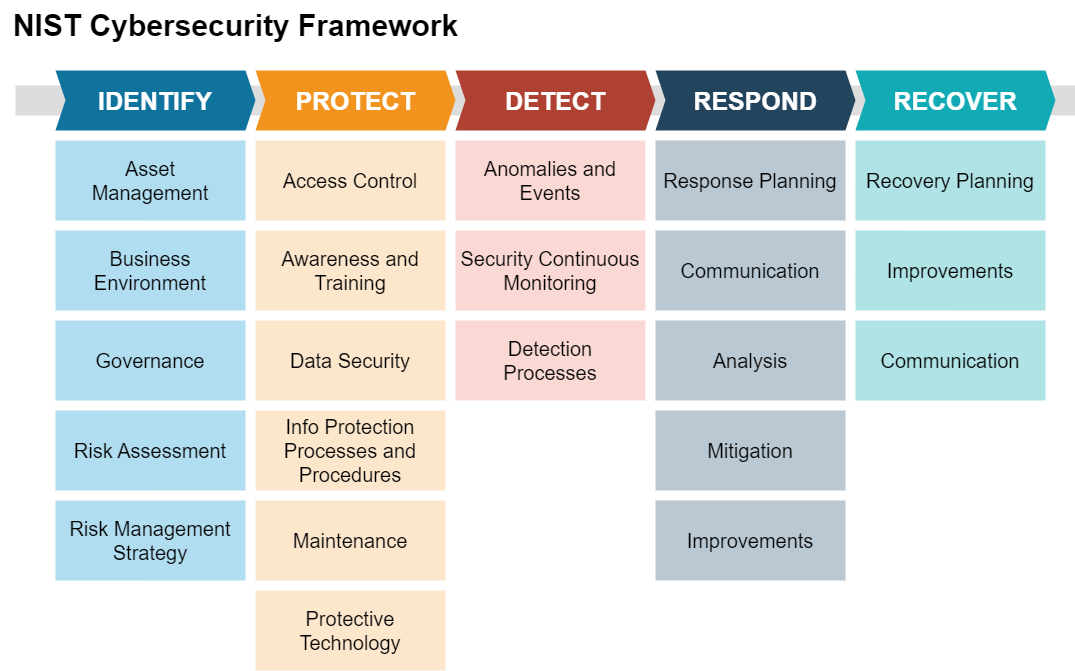 NIST Cybersecurity Framework
IDENTIFY
PROTECT
DETECT
RESPOND
RECOVER
Asset
Management
Business
Environment
Governance
Risk Assessment
Risk Management
Strategy
Access Control
Awareness and
Training
Data Security
Info Protection
Processes and
Procedures
Maintenance
Protective
Technology
Anomalies and
Events
Security Continuous
Monitoring
Detection
Processes
Response Planning
Communication
Analysis
Mitigation
Improvements
Recovery Planning
Improvements
Communication